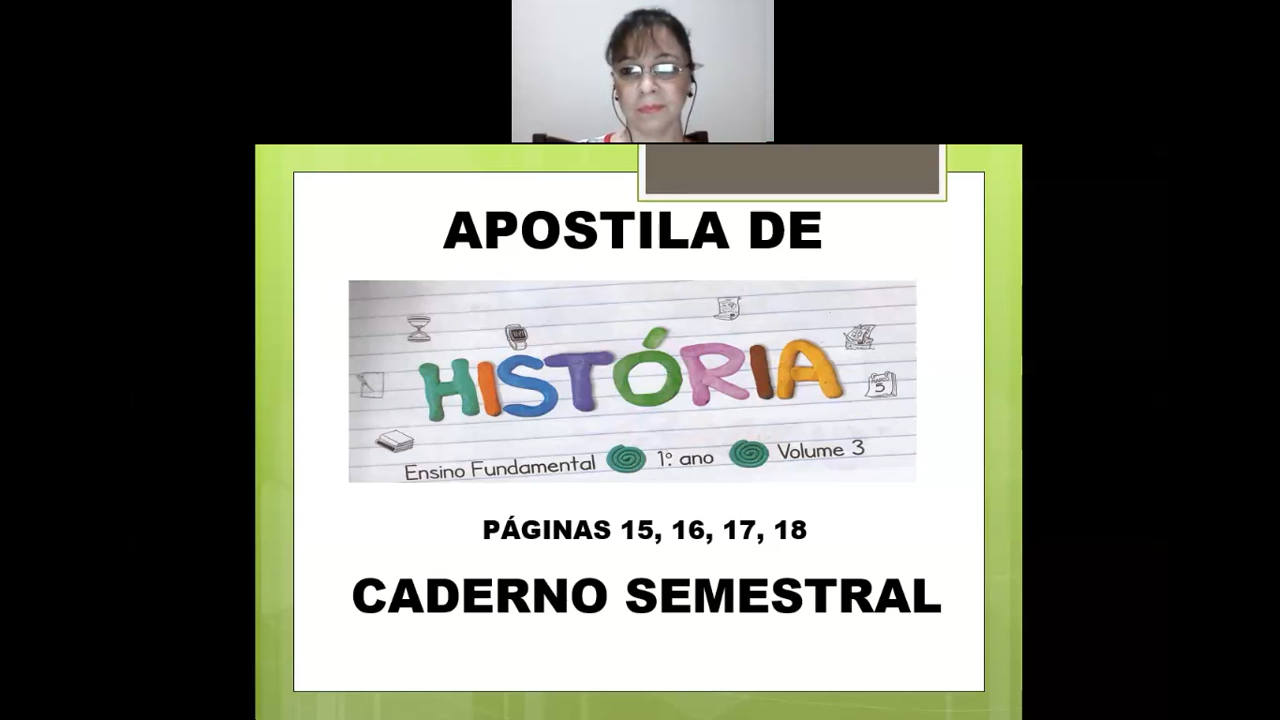 APOSTILA DE
HISTÓRIA
Ensino Fundamental 1º ano Volume 3
PÁGINAS 15, 16, 17, 18
CADERNO SEMESTRAL